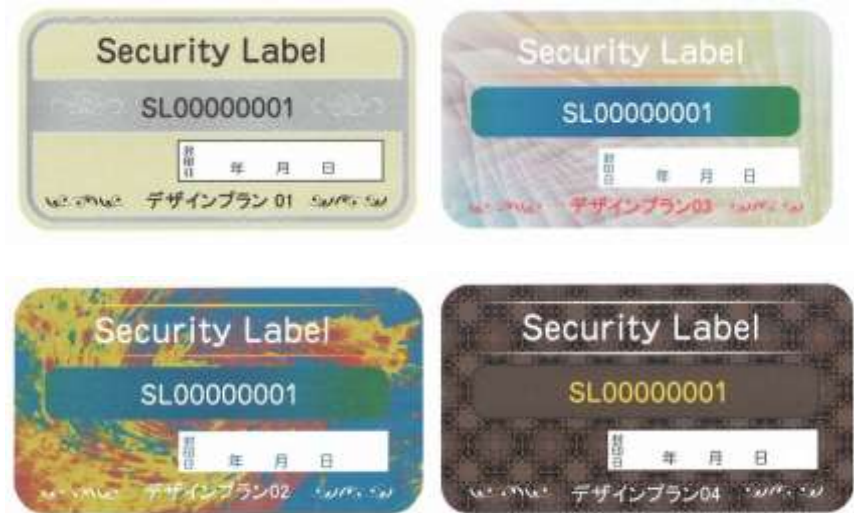 Security Label
SL00000001
封印日 年 月 日
デザインプラン 01
Security Label
SL00000001
封印日 年 月 日
デザインプラン03
Security Label
SL00000001
封印日 年 月 日
デザインプラン02
Security Label
SL00000001
封印日 年 月 日
デザインプラン04